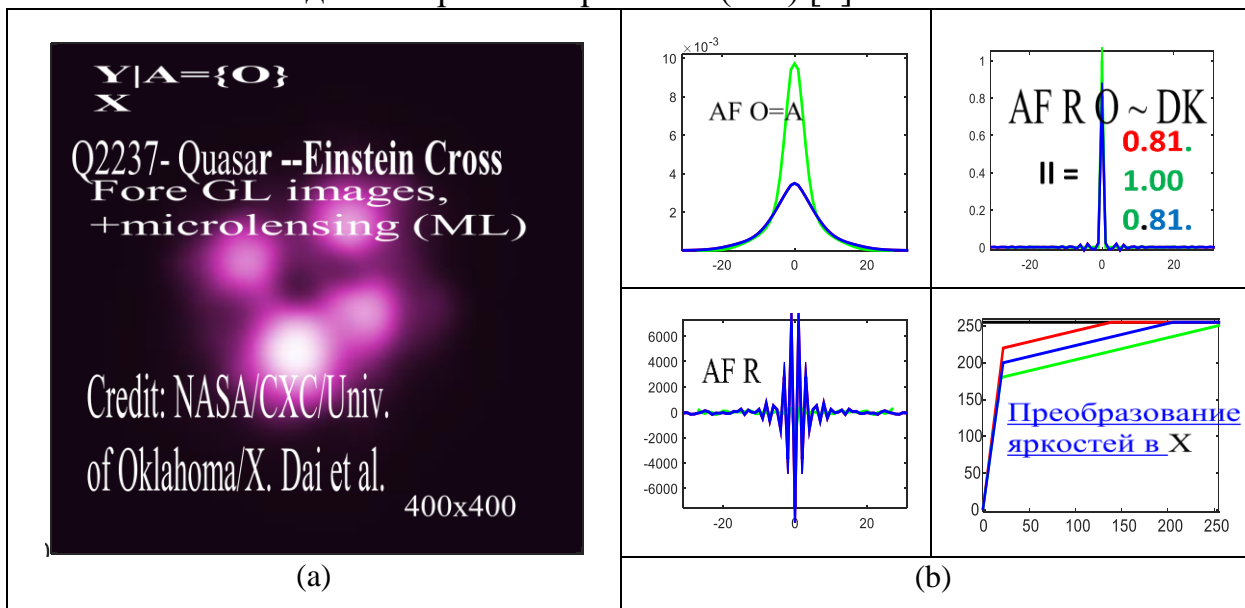 Y|A={O}
X
Q2237- Quasar --Einstein Cross
Fore GL images,
+microlensing (ML)
Credit: NASA/CXC/Univ.
of Oklahoma/X. Dai et al.
400x400
(a)
×10⁻³
10
8
6
4
2
-20 0 20
AF O=A
1
0.8
0.6
0.4
0.2
0
-20 0 20
AF R O ~ DK
II =
0.81.
1.00
0.81.
6000
4000
2000
0
-2000
-4000
-6000
-20 0 20
AF R
250
200
150
100
50
0
0 50 100 150 200 250
Преобразование
яркостей в X
(b)